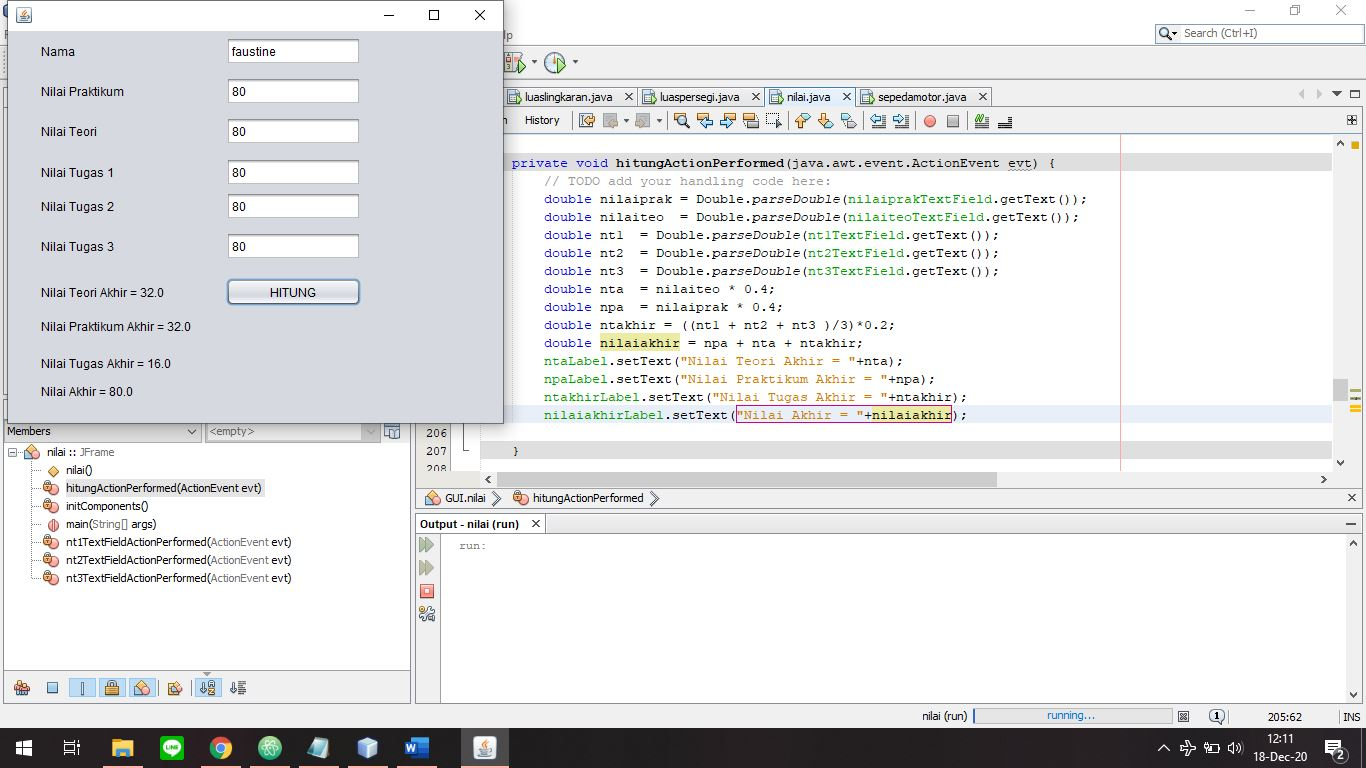 Nama
faustine
Nilai Praktikum
80
Nilai Teori
80
Nilai Tugas 1
80
Nilai Tugas 2
80
Nilai Tugas 3
80
Nilai Teori Akhir = 32.0
HITUNG
Nilai Praktikum Akhir = 32.0
Nilai Tugas Akhir = 16.0
Nilai Akhir = 80.0
Search (Ctrl+I)
luaslingkaran.java
luaspersegi.java
nilai.java
sepedamotor.java
History
private void hitungActionPerformed(java.awt.event.ActionEvent evt) {
// TODO add your handling code here:
double nilaiprak = Double.parseDouble(nilaiprakTextField.getText());
double nilaiteo  = Double.parseDouble(nilaiteoTextField.getText());
double nt1  = Double.parseDouble(nt1TextField.getText());
double nt2  = Double.parseDouble(nt2TextField.getText());
double nt3  = Double.parseDouble(nt3TextField.getText());
double nta  = nilaiteo * 0.4;
double npa  = nilaiprak * 0.4;
double ntakhir = ((nt1 + nt2 + nt3 )/3)*0.2;
double nilaiakhir = npa + nta + ntakhir;
ntaLabel.setText("Nilai Teori Akhir = "+nta);
npaLabel.setText("Nilai Praktikum Akhir = "+npa);
ntakhirLabel.setText("Nilai Tugas Akhir = "+ntakhir);
nilaiakhirLabel.setText("Nilai Akhir = "+nilaiakhir);
206
207 }
208
GUI.nilai
hitungActionPerformed
Members
<empty>
nilai :: JFrame
nilai()
hitungActionPerformed(ActionEvent evt)
initComponents()
main(String[] args)
nt1TextFieldActionPerformed(ActionEvent evt)
nt2TextFieldActionPerformed(ActionEvent evt)
nt3TextFieldActionPerformed(ActionEvent evt)
Output - nilai (run)
run:
nilai (run)
running...
1
205:62
INS
12:11
18-Dec-20
2